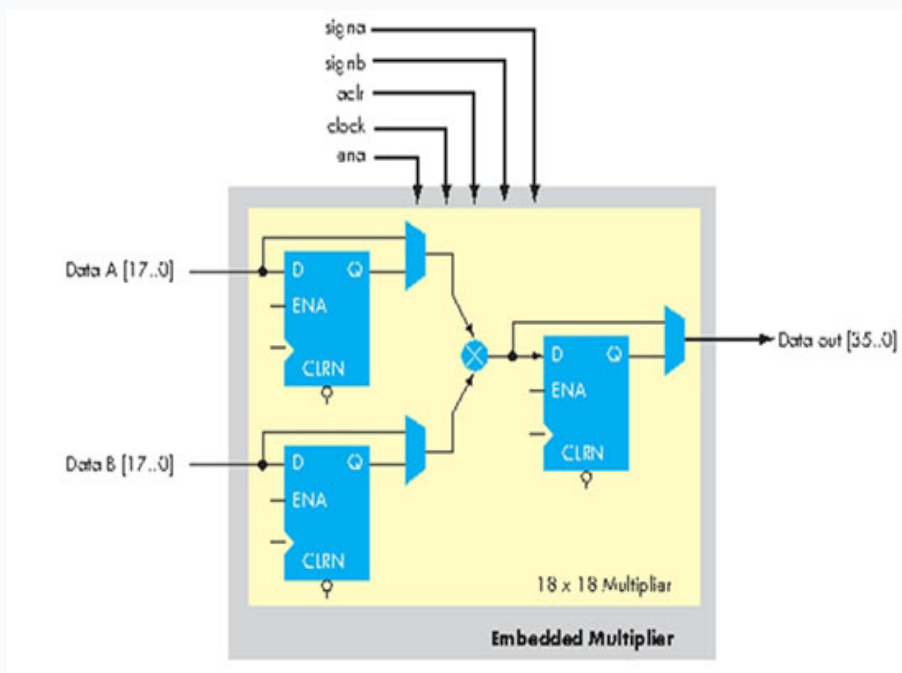 signa
signb
aclr
clock
ena
Data A [17..0]
D Q
ENA
CLRN
Data out [35..0]
D Q
ENA
CLRN
Data B [17..0]
D Q
ENA
CLRN
18 x 18 Multiplier
Embedded Multiplier